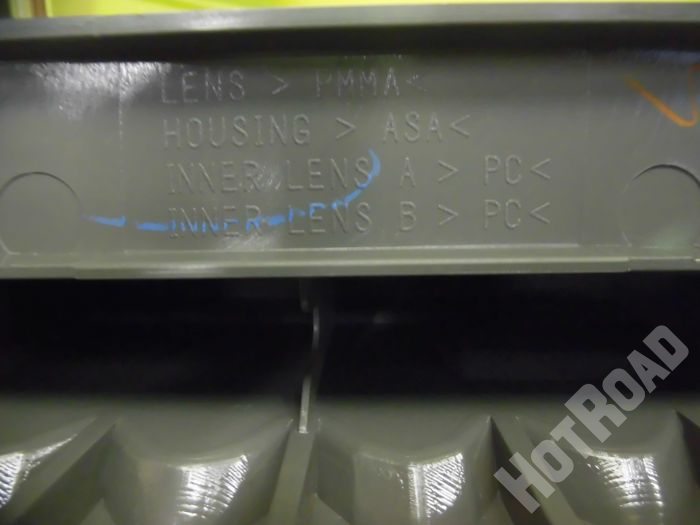 LENS > PMMA<
HOUSING > ASA<
INNER LENS A > PC<
INNER LENS B > PC<
HOTROAD